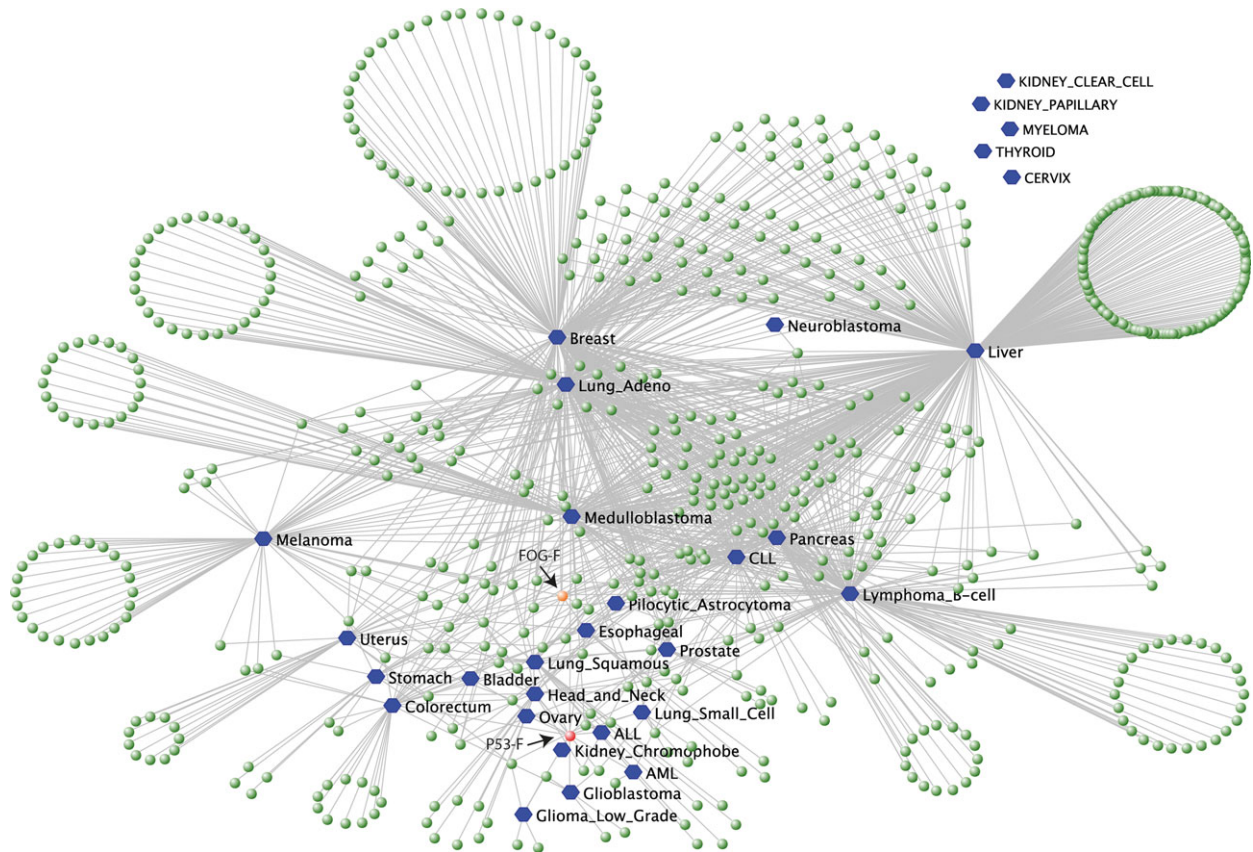 KIDNEY_CLEAR_CELL
KIDNEY_PAPILLARY
MYELOMA
THYROID
CERVIX
Neuroblastoma
Breast
Liver
Lung_Adeno
Medulloblastoma
Pancreas
Melanoma
CLL
FOG-F
Lymphoma_B-cell
Pilocytic_Astrocytoma
Esophageal
Uterus
Prostate
Lung_Squamous
Stomach
Bladder
Head_and_Neck
Colorectum
Lung_Small_Cell
Ovary
ALL
P53-F
Kidney_Chromophobe
AML
Glioblastoma
Glioma_Low_Grade